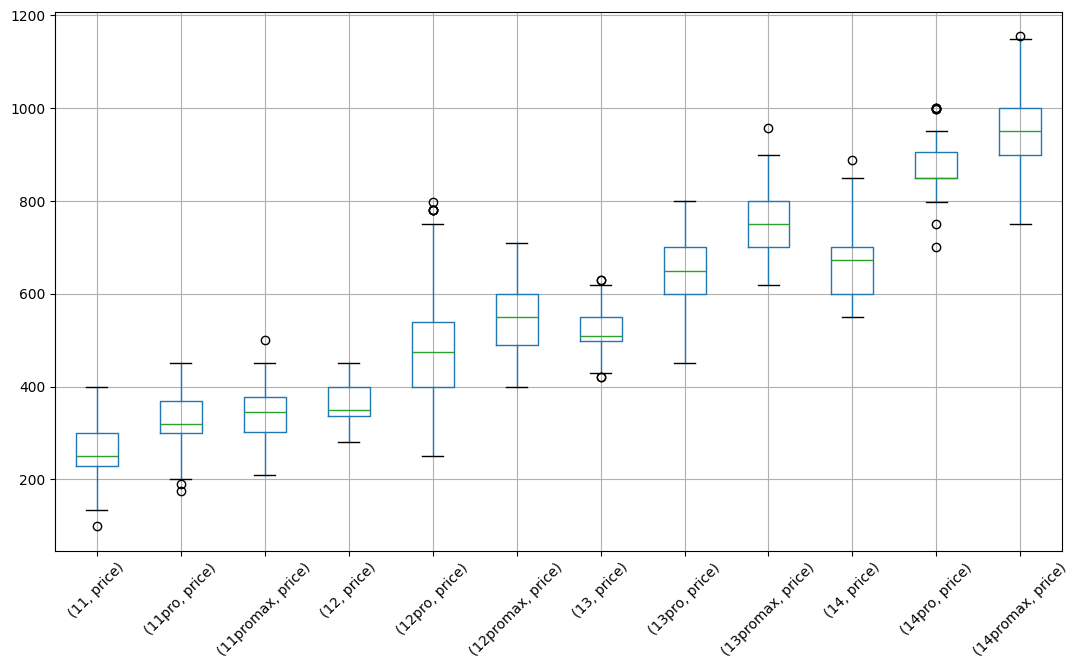 1200
1000
800
600
400
200
(11, price)
(11pro, price)
(11promax, price)
(12, price)
(12pro, price)
(12promax, price)
(13, price)
(13pro, price)
(13promax, price)
(14, price)
(14pro, price)
(14promax, price)